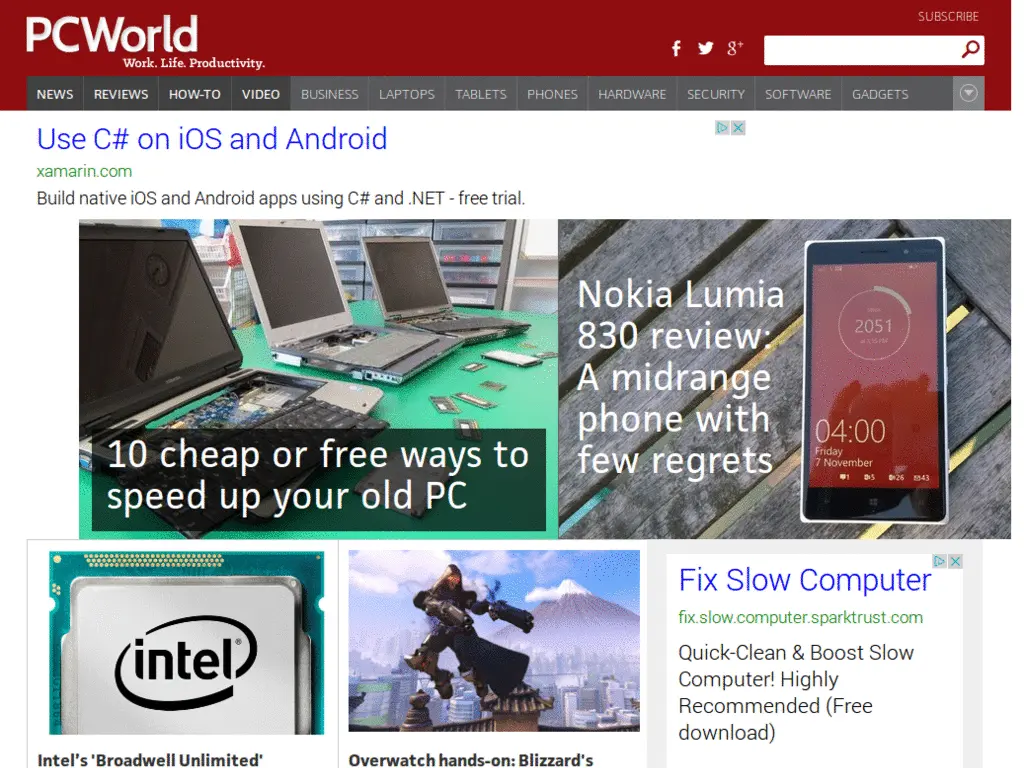 SUBSCRIBE
PCWorld
Work. Life. Productivity.
NEWS REVIEWS HOW-TO VIDEO BUSINESS LAPTOPS TABLETS PHONES HARDWARE SECURITY SOFTWARE GADGETS
Use C# on iOS and Android
xamarin.com
Build native iOS and Android apps using C# and .NET - free trial.
10 cheap or free ways to
speed up your old PC
Nokia Lumia
830 review:
A midrange
phone with
few regrets
2051
04:00
Friday
7 November
1 5 26 43
intel®
Intel's 'Broadwell Unlimited'
Overwatch hands-on: Blizzard's
Fix Slow Computer
fix.slow.computer.sparktrust.com
Quick-Clean & Boost Slow
Computer! Highly
Recommended (Free
download)